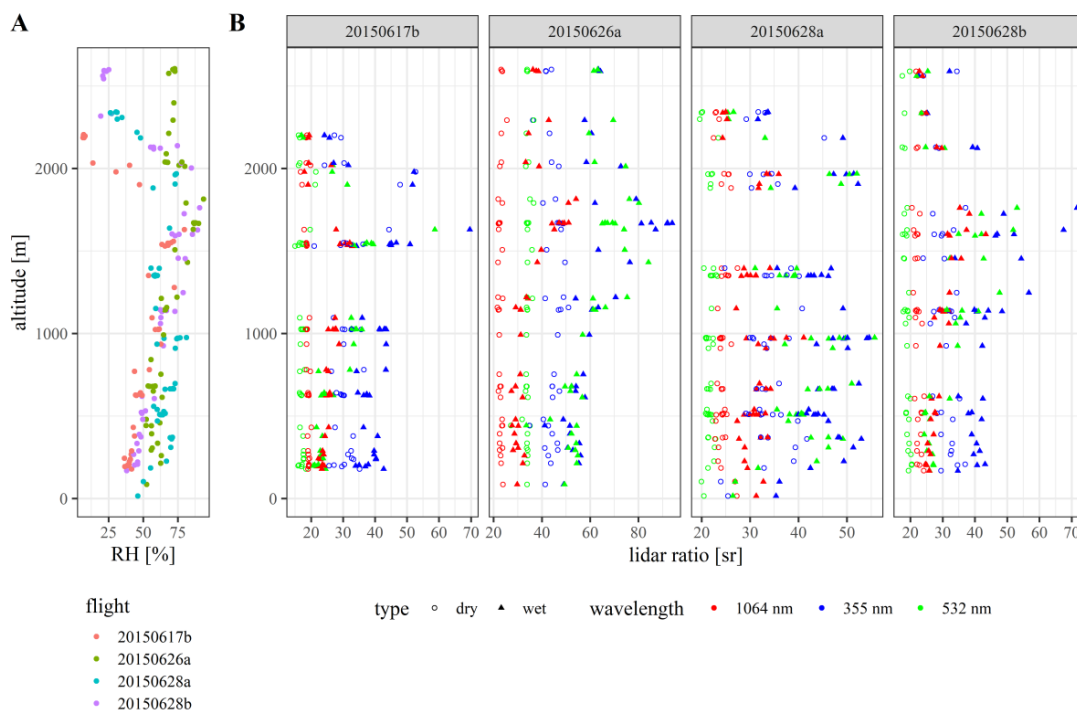 A
B
20150617b
20150626a
20150628a
20150628b
altitude [m]
2000
1000
0
25
50
75
20
30
40
50
60
70
20
40
60
80
20
30
40
50
20
30
40
50
60
70
RH [%]
lidar ratio [sr]
flight
20150617b
20150626a
20150628a
20150628b
type
dry
wet
wavelength
1064 nm
355 nm
532 nm